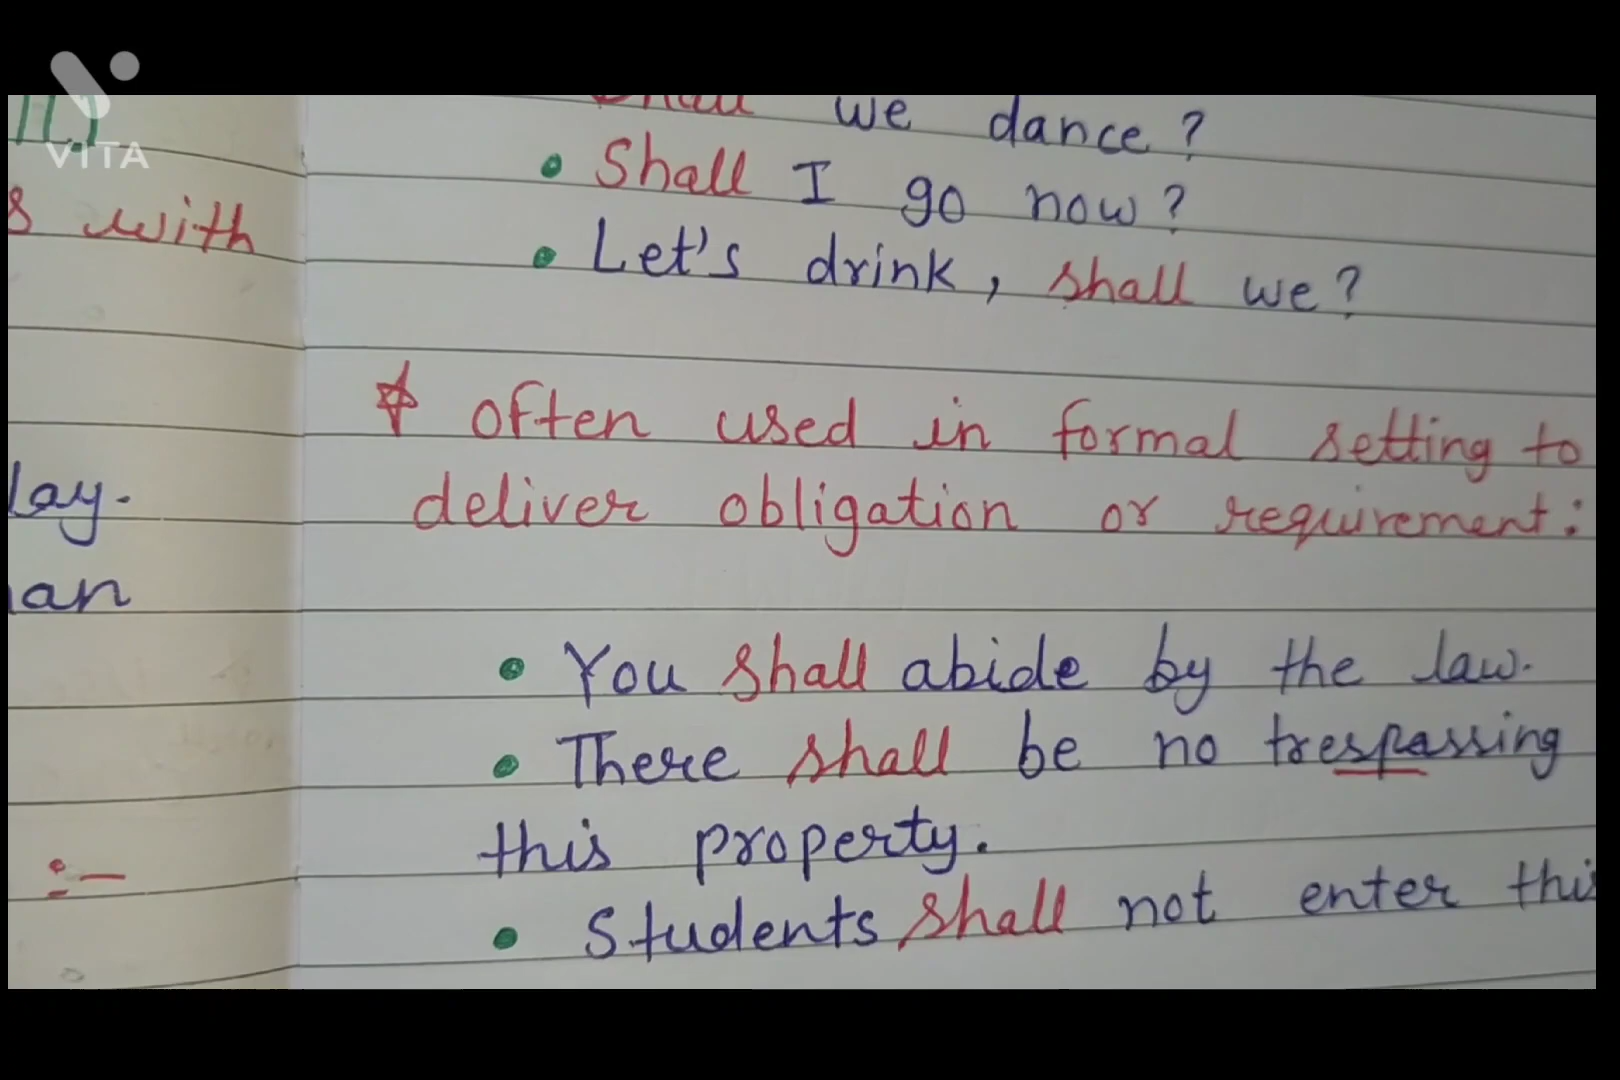 VITA
s with
lay.
an
:-
Shall we dance?
• Shall I go now?
• Let's drink, shall we?
☆ often used in formal setting to
deliver obligation or requirement:
• You shall abide by the law.
• There shall be no trespassing
this property.
• Students shall not enter this